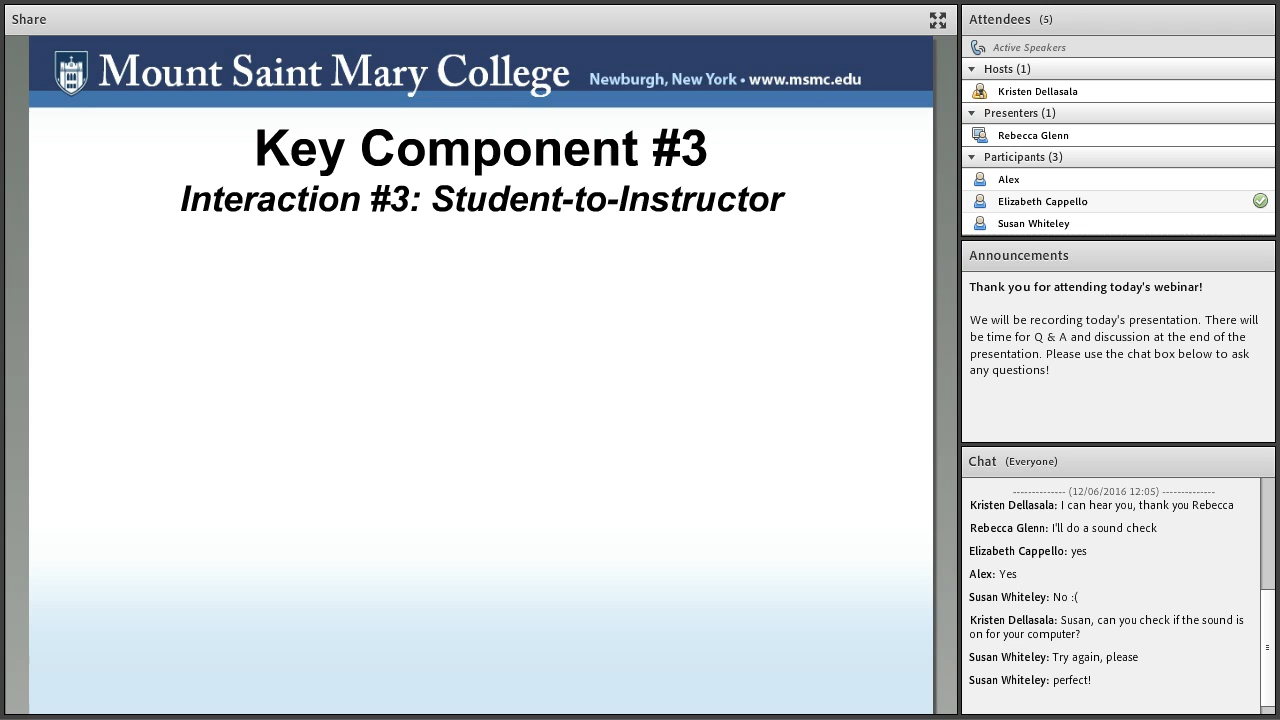 Share
Mount Saint Mary College Newburgh, New York • www.msmc.edu
Key Component #3
Interaction #3: Student-to-Instructor
Attendees (5)
Active Speakers
Hosts (1)
Kristen Dellasala
Presenters (1)
Rebecca Glenn
Participants (3)
Alex
Elizabeth Cappello
Susan Whiteley
Announcements
Thank you for attending today's webinar!
We will be recording today's presentation. There will
be time for Q & A and discussion at the end of the
presentation. Please use the chat box below to ask
any questions!
Chat (Everyone)
-------------- (12/06/2016 12:05) --------------
Kristen Dellasala: I can hear you, thank you Rebecca
Rebecca Glenn: I'll do a sound check
Elizabeth Cappello: yes
Alex: Yes
Susan Whiteley: No :(
Kristen Dellasala: Susan, can you check if the sound is
on for your computer?
Susan Whiteley: Try again, please
Susan Whiteley: perfect!